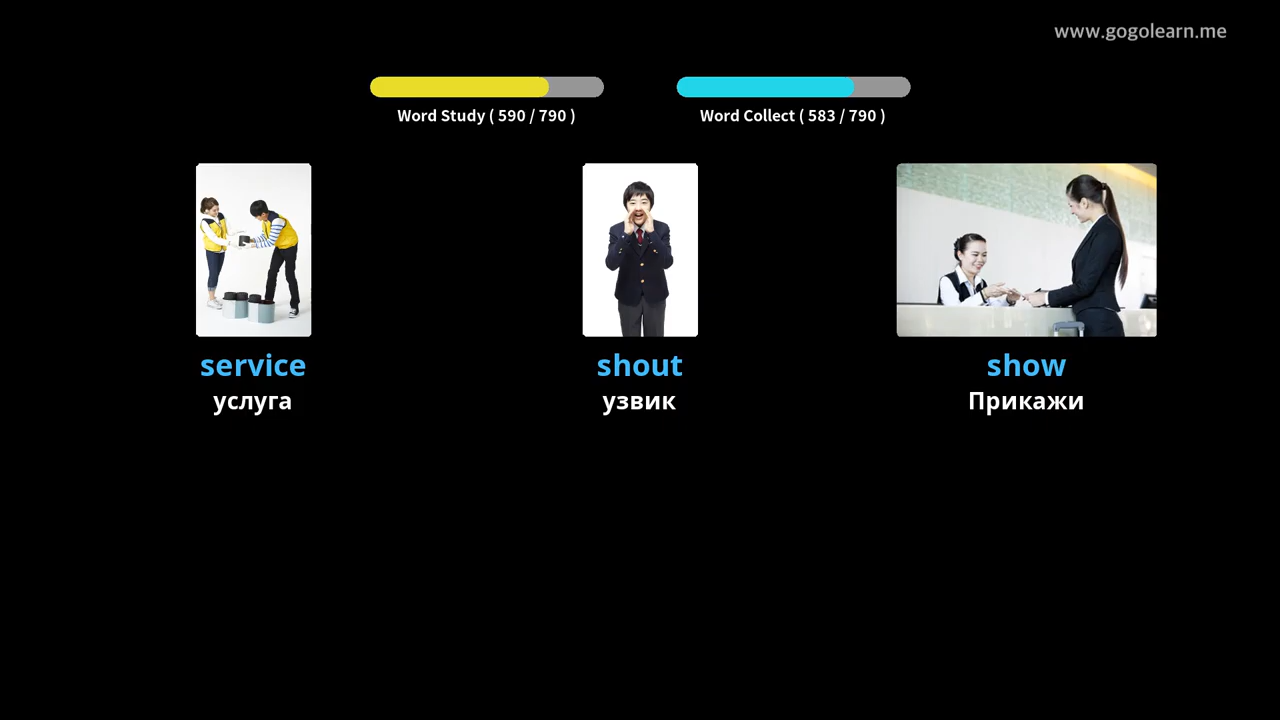 www.gogolearn.me
Word Study ( 590 / 790 )
Word Collect ( 583 / 790 )
service
услуга
shout
узвик
show
Прикажи